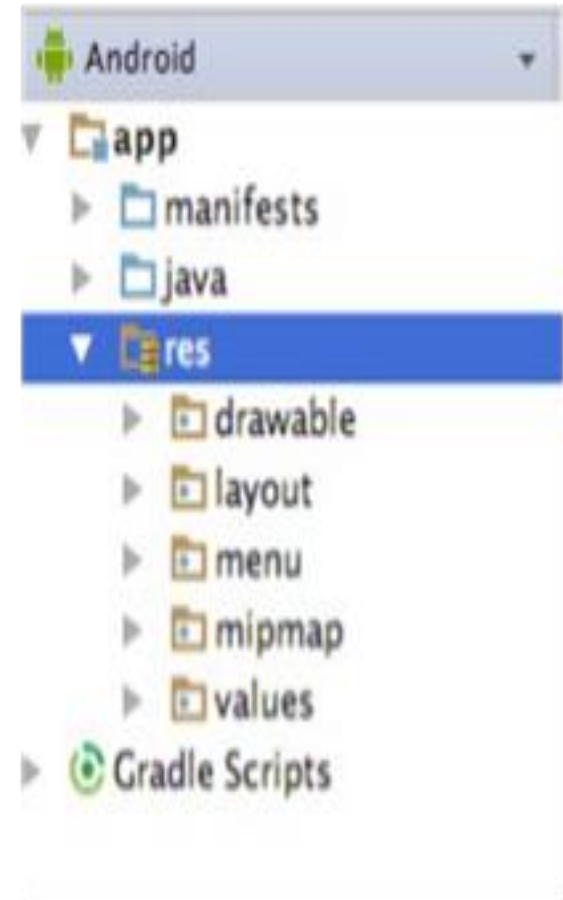 Android
app
manifests
java
res
drawable
layout
menu
mipmap
values
Gradle Scripts